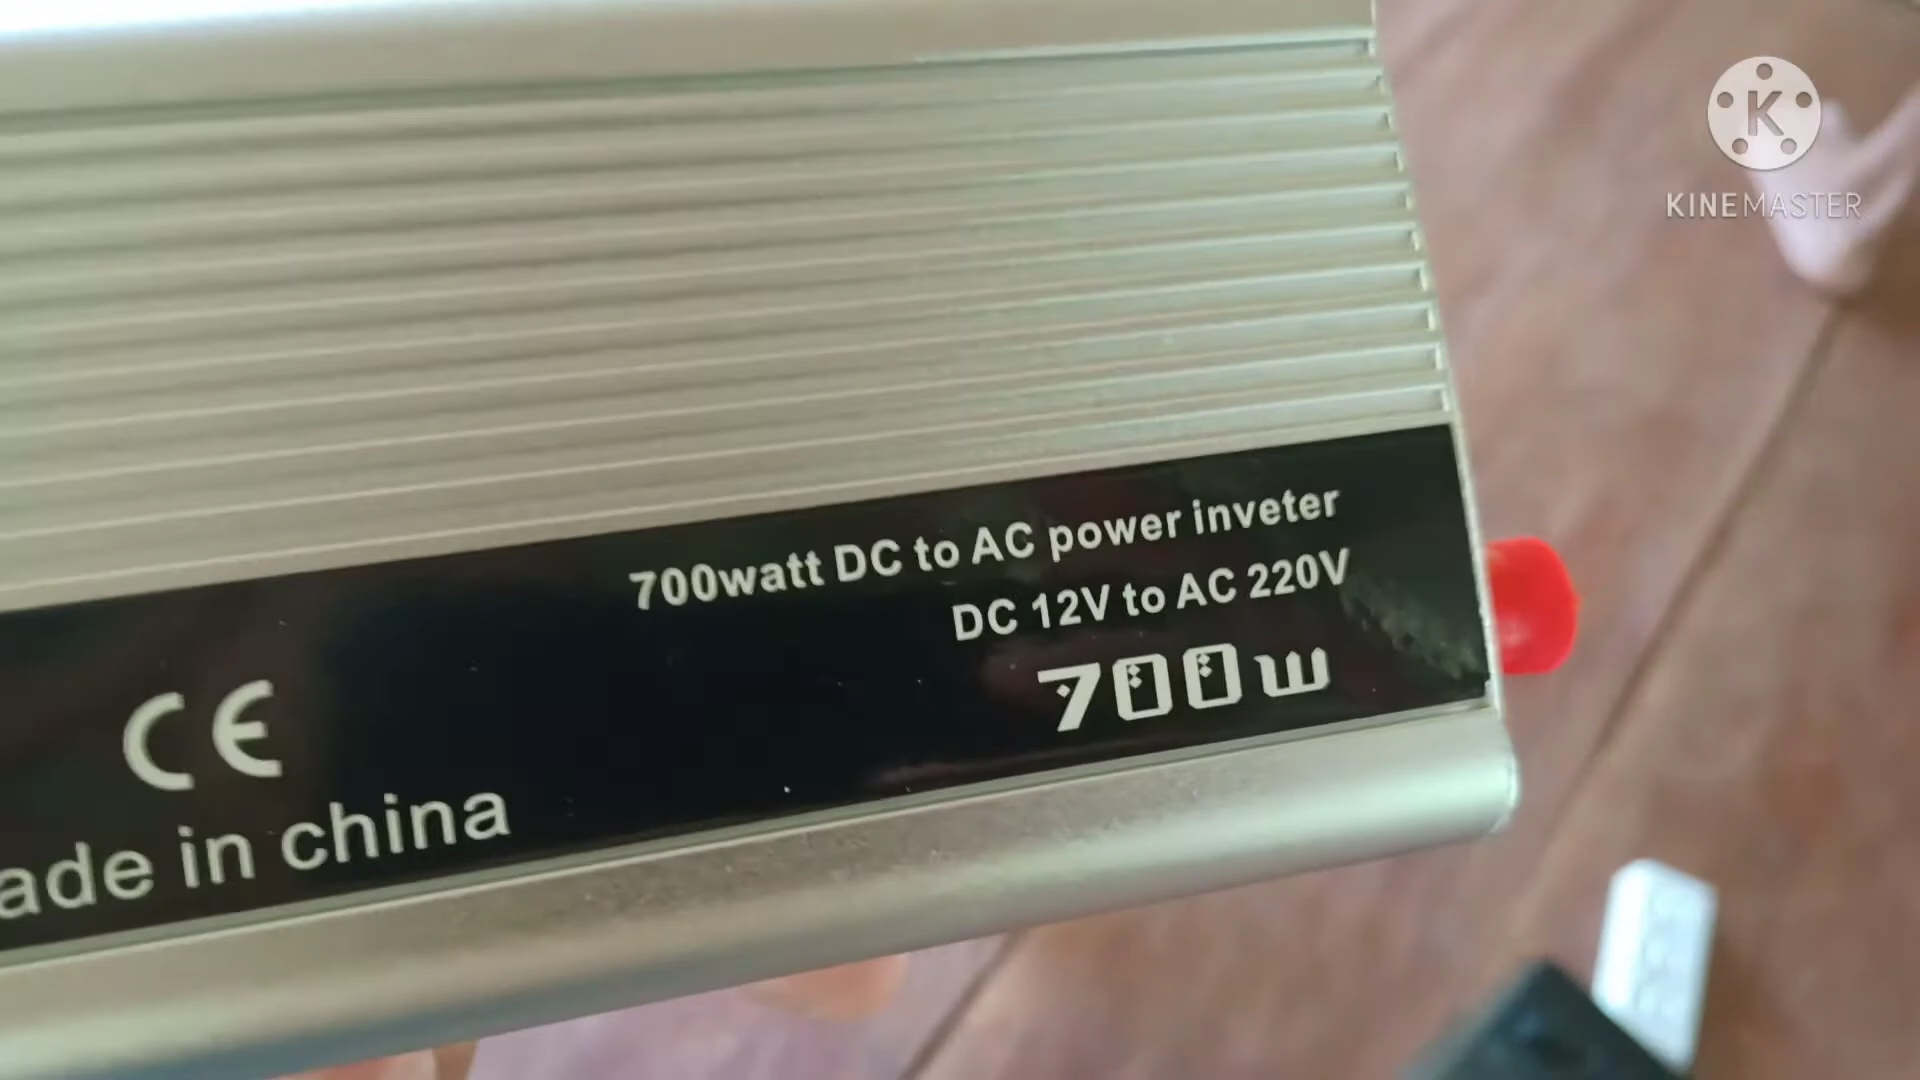 K
KINEMASTER
700watt DC to AC power inveter
DC 12V to AC 220V
700w
CE
ade in china